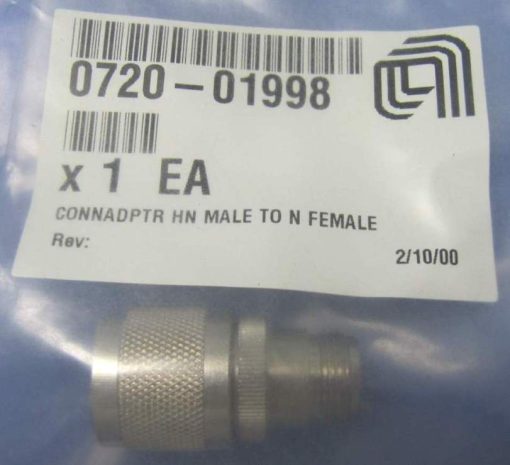 0720-01998
x 1 EA
CONNADPTR HN MALE TO N FEMALE
Rev:
2/10/00